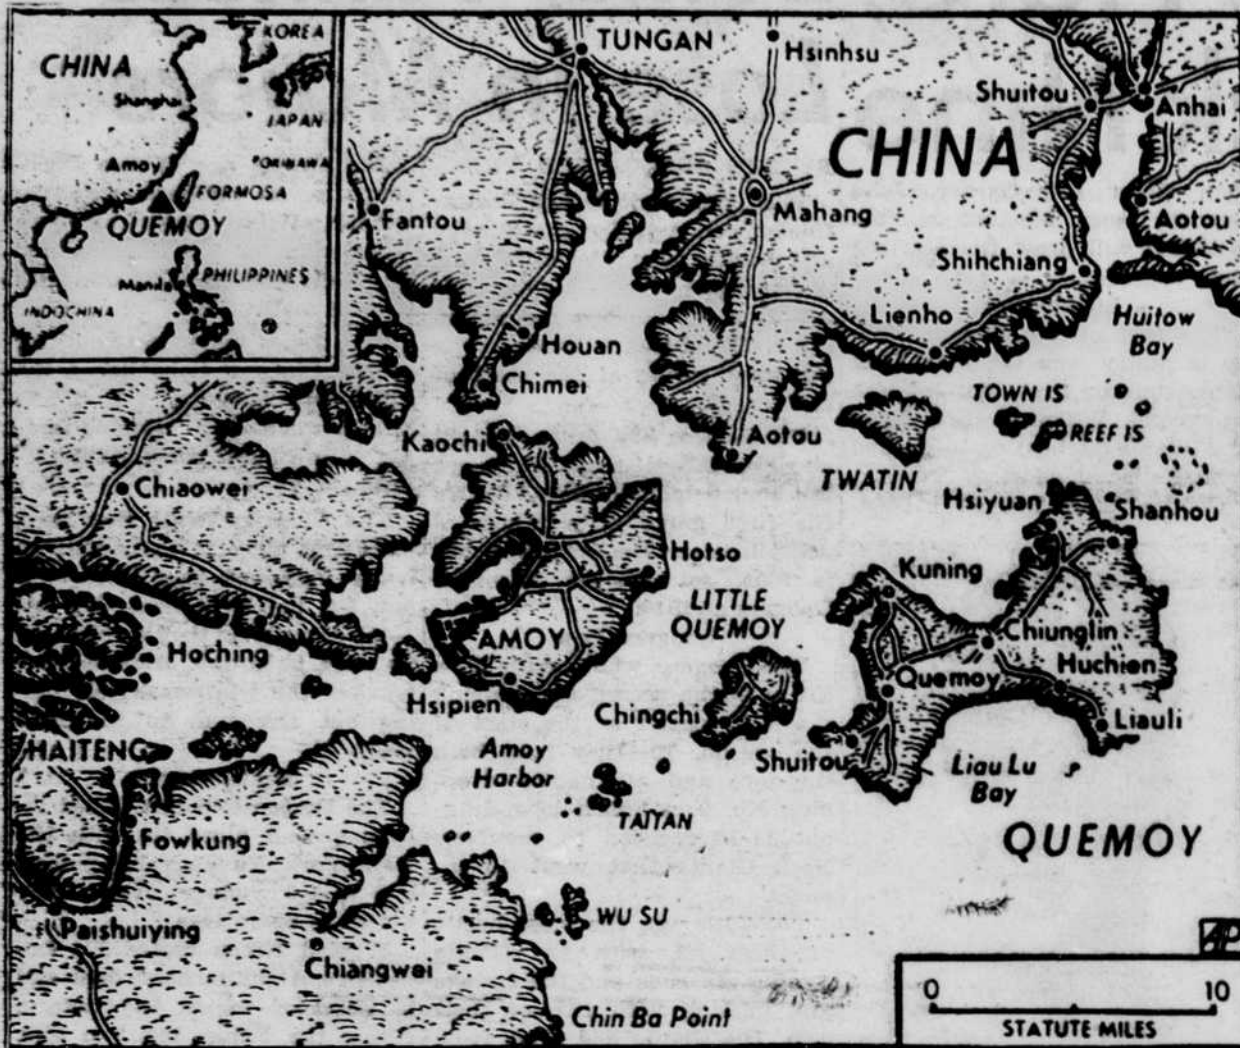 CHINA
KOREA
Shanghai
JAPAN
Amoy
OKINAWA
FORMOSA
QUEMOY
Manila
PHILIPPINES
INDOCHINA
TUNGAN
Hsinhsu
Shuitou
Anhai
CHINA
Fantou
Mahang
Aotou
Shihchiang
Lienho
Huitow
Bay
Houan
Chimei
TOWN IS
REEF IS
Kaochi
Aotou
TWATIN
Chiaowei
Hsiyuan
Shanhou
Hotso
Kuning
LITTLE
QUEMOY
AMOY
Chiunglin
Hoching
Huchien
Quemoy
Hsipien
Chingchi
Liauli
HAITENG
Amoy
Harbor
Shuitou
Liau Lu
Bay
TATTAN
Fowkung
QUEMOY
WU SU
Paishuiying
Chiangwei
AP
Chin Ba Point
0 10
STATUTE MILES